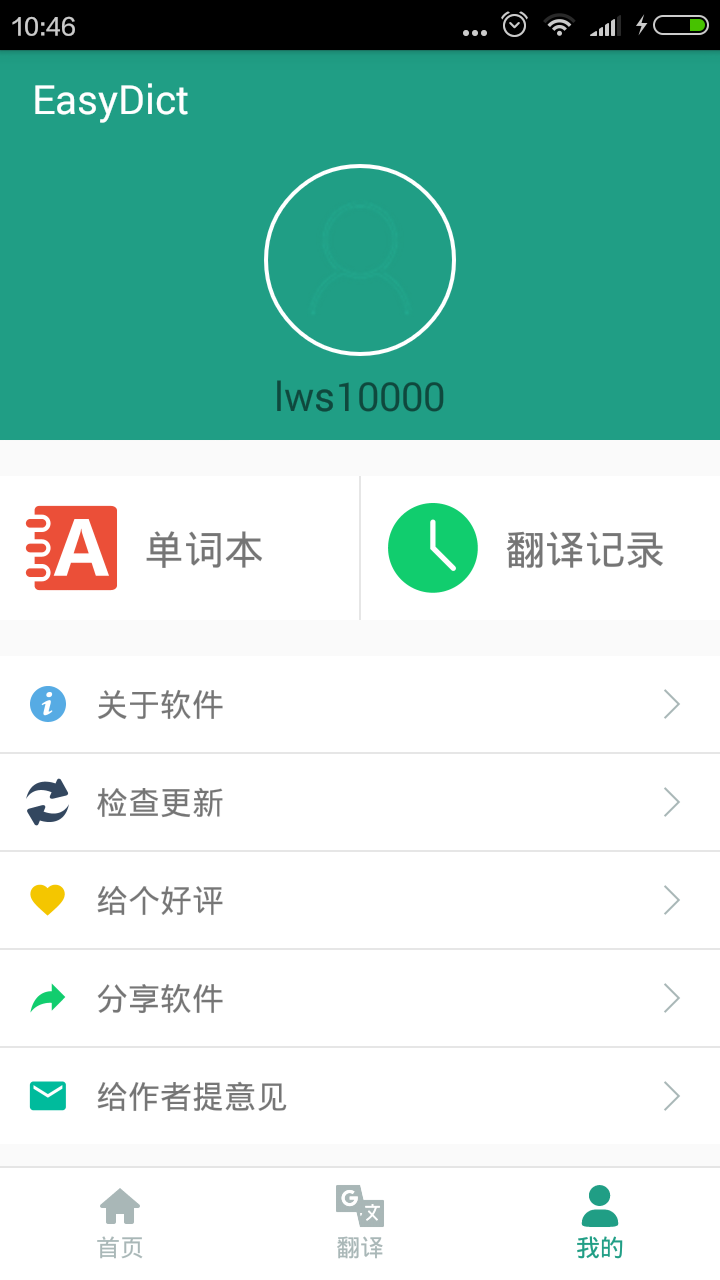 10:46
EasyDict
lws10000
A 单词本
翻译记录
i 关于软件
检查更新
给个好评
分享软件
给作者提意见
G 文
首页 翻译 我的